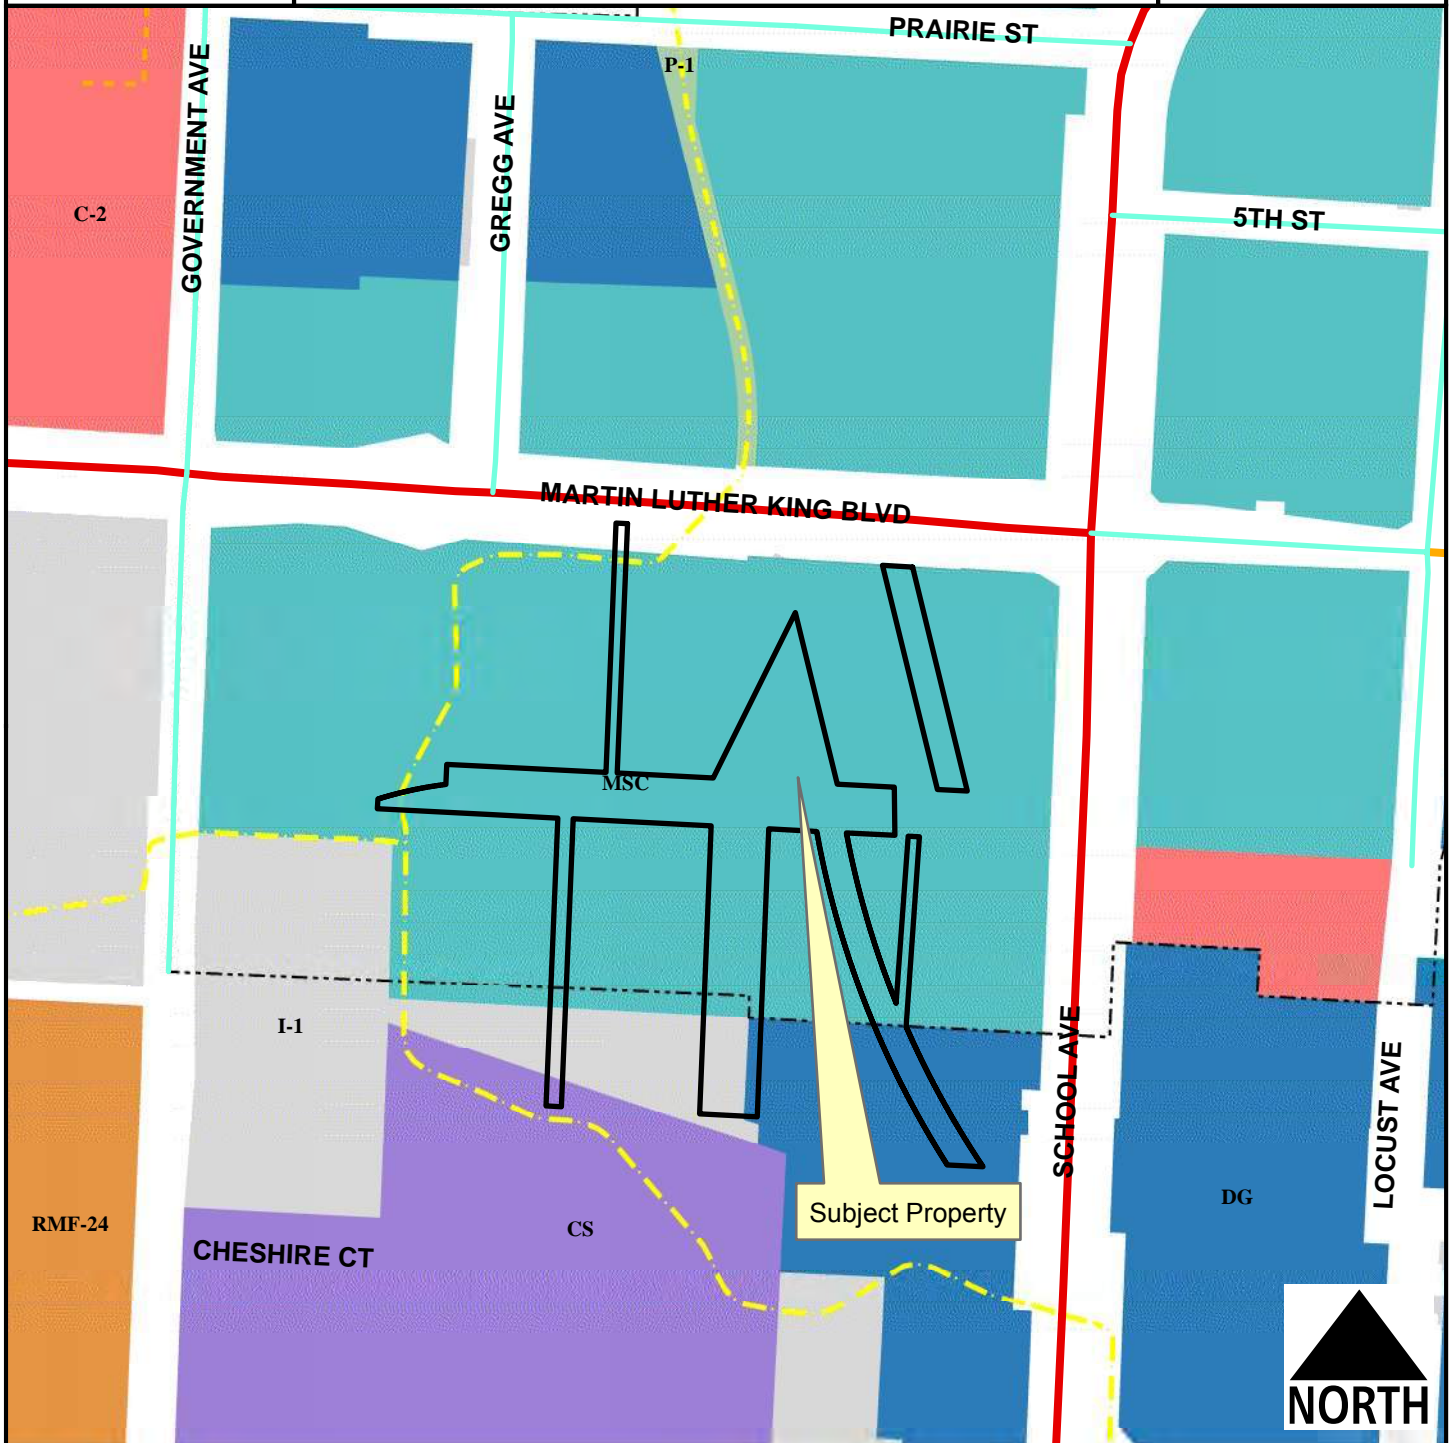 PRAIRIE ST
P-1
GOVERNMENT AVE
GREGG AVE
C-2
5TH ST
MARTIN LUTHER KING BLVD
MSC
I-1
SCHOOL AVE
LOCUST AVE
DG
Subject Property
RMF-24
CS
CHESHIRE CT
NORTH